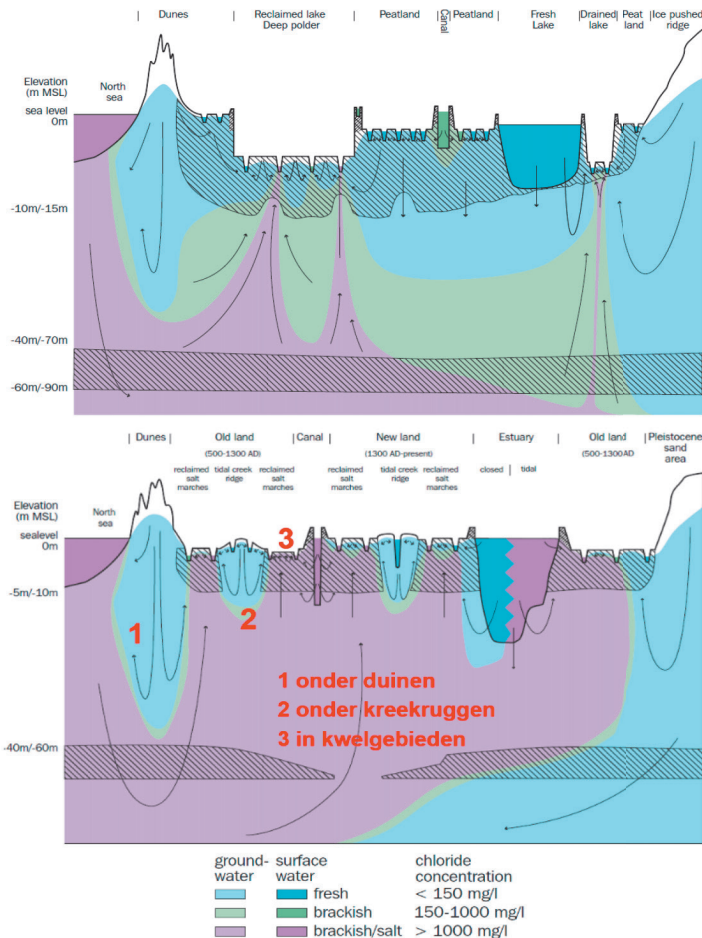 Dunes | Reclaimed lake Deep polder | Peatland | Canal | Peatland | Fresh Lake | Drained lake | Peat land | Ice pushed ridge
Elevation (m MSL)
North sea
sea level
0m
-10m/-15m
-40m/-70m
-60m/-90m
Dunes | Old land (500-1300 AD) | Canal | New land (1300 AD-present) | Estuary | Old land (500-1300AD) | Pleistocene sand area
reclaimed salt marches
tidal creek ridge
reclaimed salt marches
reclaimed salt marches
tidal creek ridge
reclaimed salt marches
closed
tidal
Elevation (m MSL)
North sea
sealevel
0m
3
-5m/-10m
2
1
1 onder duinen
2 onder kreekruggen
3 in kwelgebieden
-40m/-60m
ground-water surface water chloride concentration
fresh < 150 mg/l
brackish 150-1000 mg/l
brackish/salt > 1000 mg/l